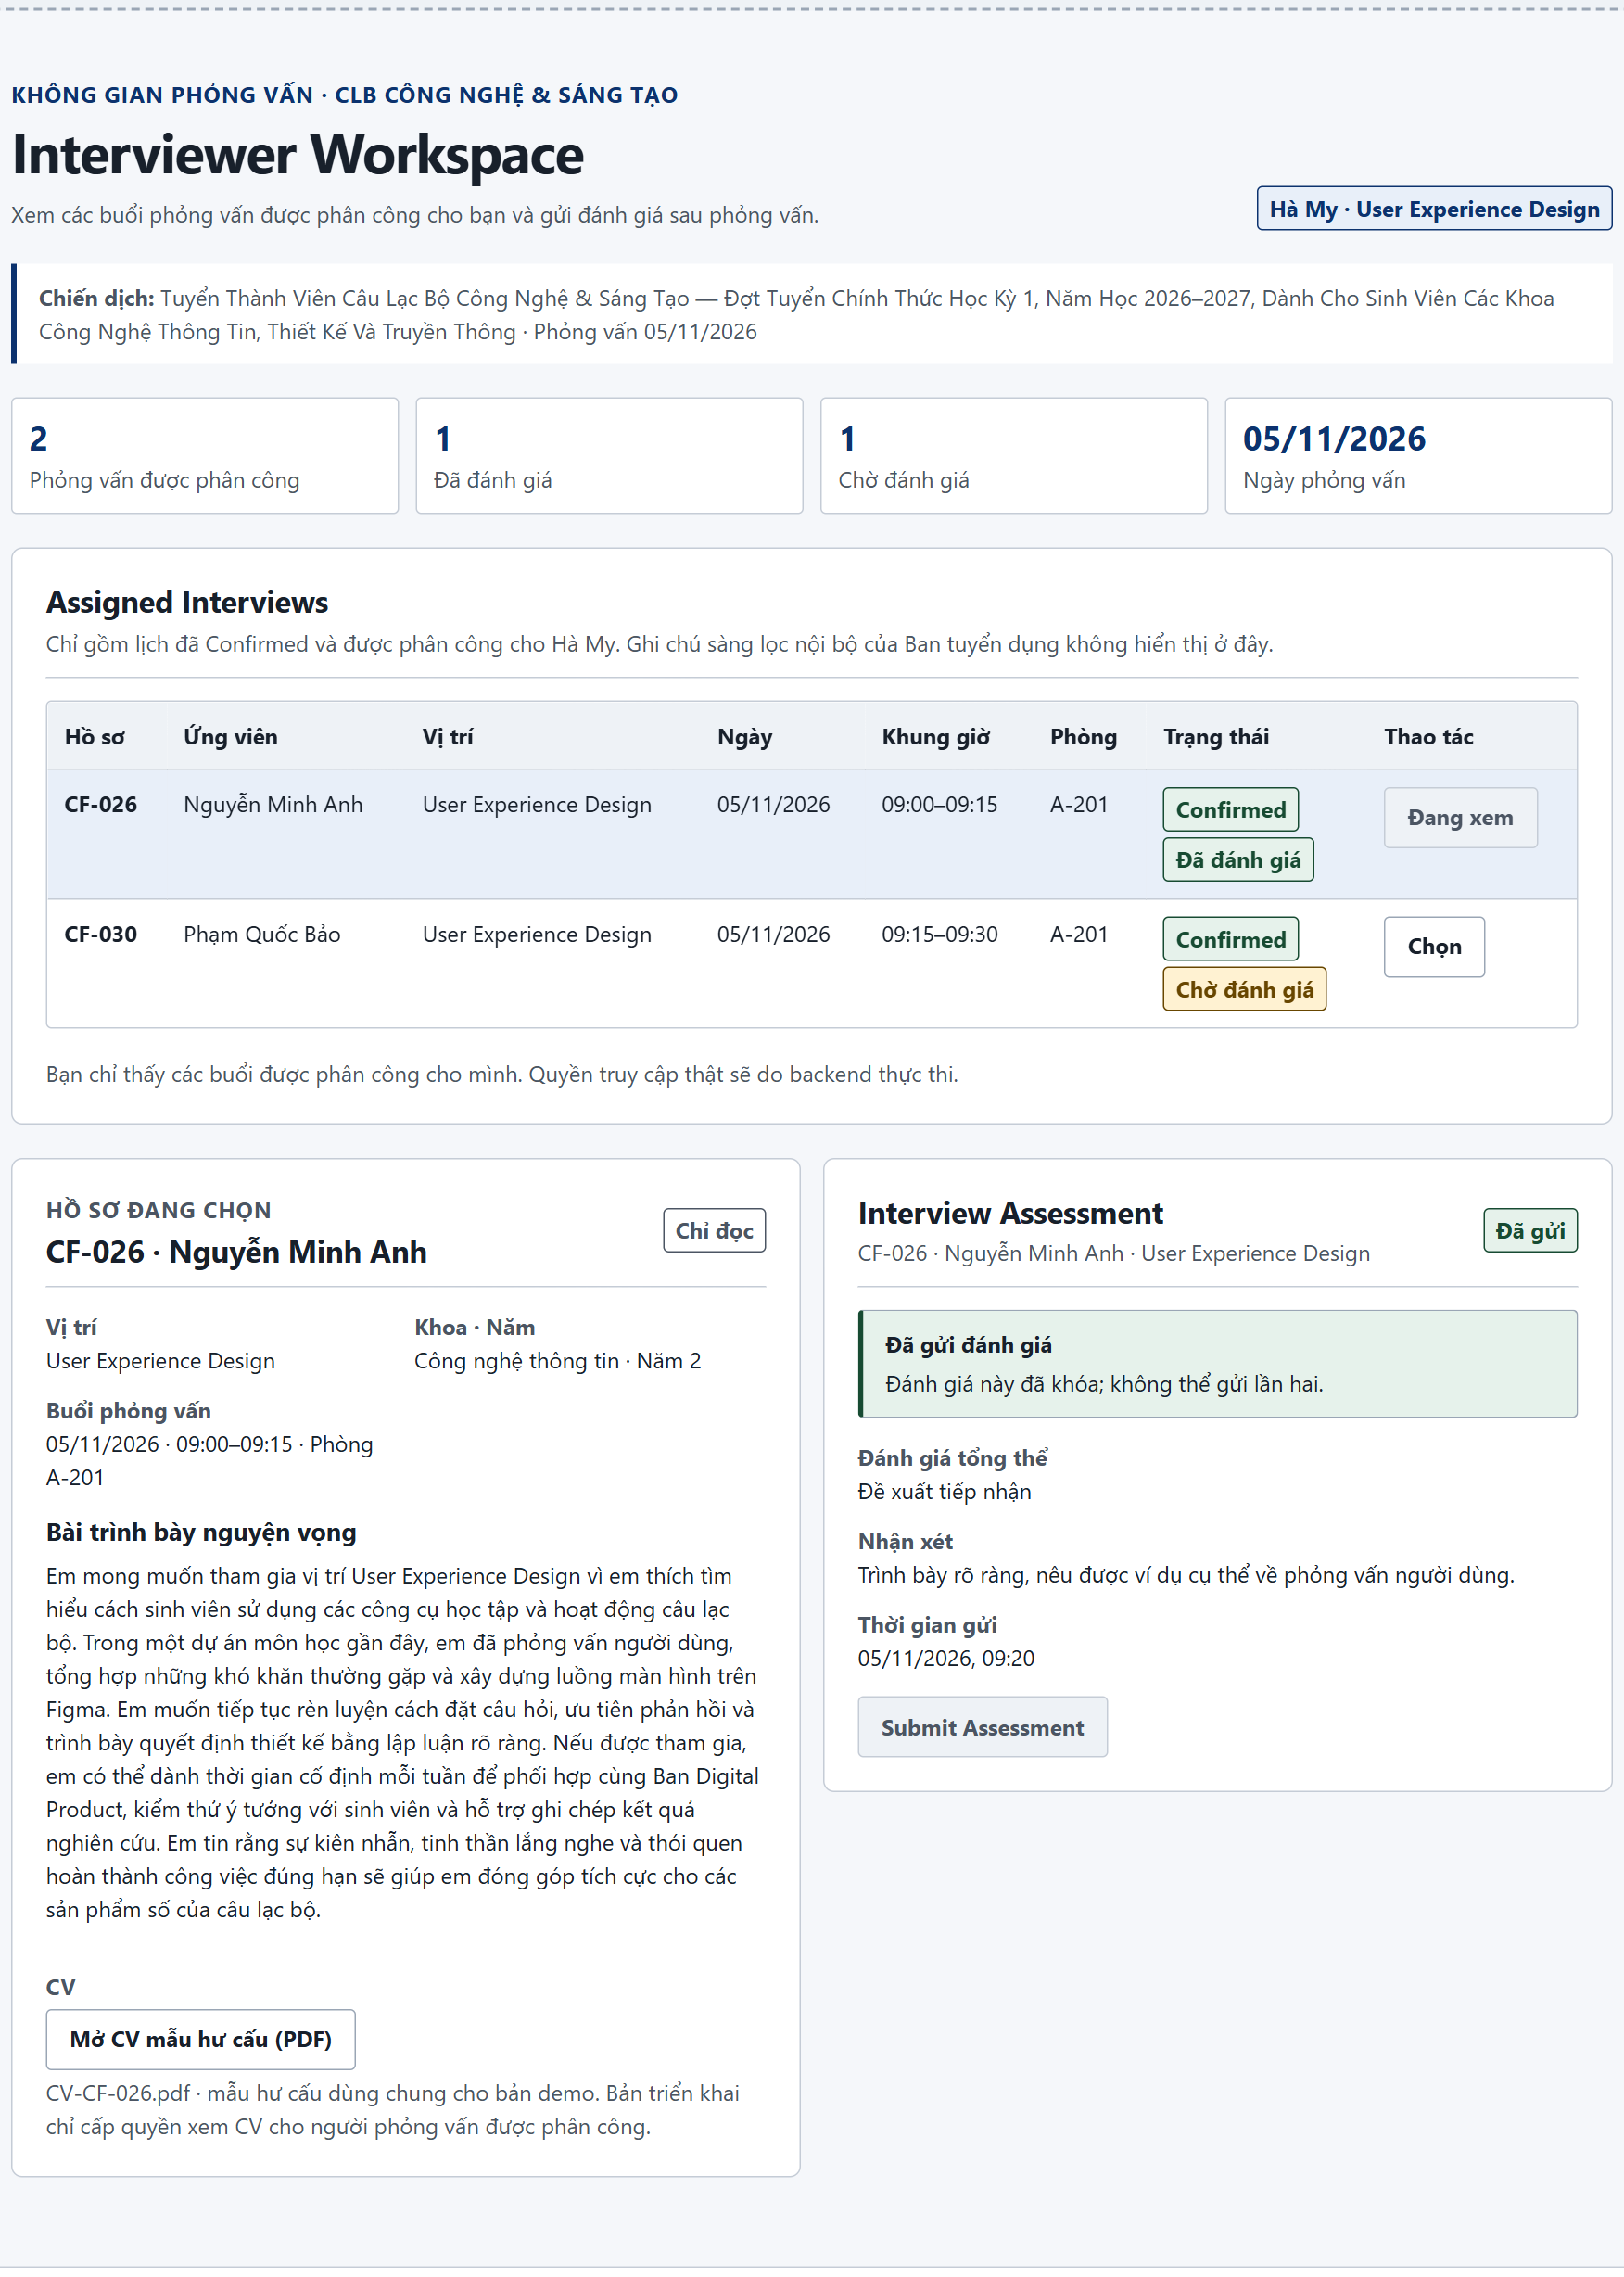 KHÔNG GIAN PHỎNG VẤN · CLB CÔNG NGHỆ & SÁNG TẠO
Interviewer Workspace
Xem các buổi phỏng vấn được phân công cho bạn và gửi đánh giá sau phỏng vấn.
Hà My · User Experience Design
Chiến dịch: Tuyển Thành Viên Câu Lạc Bộ Công Nghệ & Sáng Tạo — Đợt Tuyển Chính Thức Học Kỳ 1, Năm Học 2026–2027, Dành Cho Sinh Viên Các Khoa
Công Nghệ Thông Tin, Thiết Kế Và Truyền Thông · Phỏng vấn 05/11/2026
2
Phỏng vấn được phân công
1
Đã đánh giá
1
Chờ đánh giá
05/11/2026
Ngày phỏng vấn
Assigned Interviews
Chỉ gồm lịch đã Confirmed và được phân công cho Hà My. Ghi chú sàng lọc nội bộ của Ban tuyển dụng không hiển thị ở đây.
Hồ sơ Ứng viên Vị trí Ngày Khung giờ Phòng Trạng thái Thao tác
CF-026 Nguyễn Minh Anh User Experience Design 05/11/2026 09:00–09:15 A-201 Confirmed Đang xem
Đã đánh giá
CF-030 Phạm Quốc Bảo User Experience Design 05/11/2026 09:15–09:30 A-201 Confirmed Chọn
Chờ đánh giá
Bạn chỉ thấy các buổi được phân công cho mình. Quyền truy cập thật sẽ do backend thực thi.
HỒ SƠ ĐANG CHỌN
CF-026 · Nguyễn Minh Anh
Chỉ đọc
Vị trí
User Experience Design
Khoa · Năm
Công nghệ thông tin · Năm 2
Buổi phỏng vấn
05/11/2026 · 09:00–09:15 · Phòng
A-201
Bài trình bày nguyện vọng
Em mong muốn tham gia vị trí User Experience Design vì em thích tìm
hiểu cách sinh viên sử dụng các công cụ học tập và hoạt động câu lạc
bộ. Trong một dự án môn học gần đây, em đã phỏng vấn người dùng,
tổng hợp những khó khăn thường gặp và xây dựng luồng màn hình trên
Figma. Em muốn tiếp tục rèn luyện cách đặt câu hỏi, ưu tiên phản hồi và
trình bày quyết định thiết kế bằng lập luận rõ ràng. Nếu được tham gia,
em có thể dành thời gian cố định mỗi tuần để phối hợp cùng Ban Digital
Product, kiểm thử ý tưởng với sinh viên và hỗ trợ ghi chép kết quả
nghiên cứu. Em tin rằng sự kiên nhẫn, tinh thần lắng nghe và thói quen
hoàn thành công việc đúng hạn sẽ giúp em đóng góp tích cực cho các
sản phẩm số của câu lạc bộ.
CV
Mở CV mẫu hư cấu (PDF)
CV-CF-026.pdf · mẫu hư cấu dùng chung cho bản demo. Bản triển khai
chỉ cấp quyền xem CV cho người phỏng vấn được phân công.
Interview Assessment
CF-026 · Nguyễn Minh Anh · User Experience Design
Đã gửi
Đã gửi đánh giá
Đánh giá này đã khóa; không thể gửi lần hai.
Đánh giá tổng thể
Đề xuất tiếp nhận
Nhận xét
Trình bày rõ ràng, nêu được ví dụ cụ thể về phỏng vấn người dùng.
Thời gian gửi
05/11/2026, 09:20
Submit Assessment